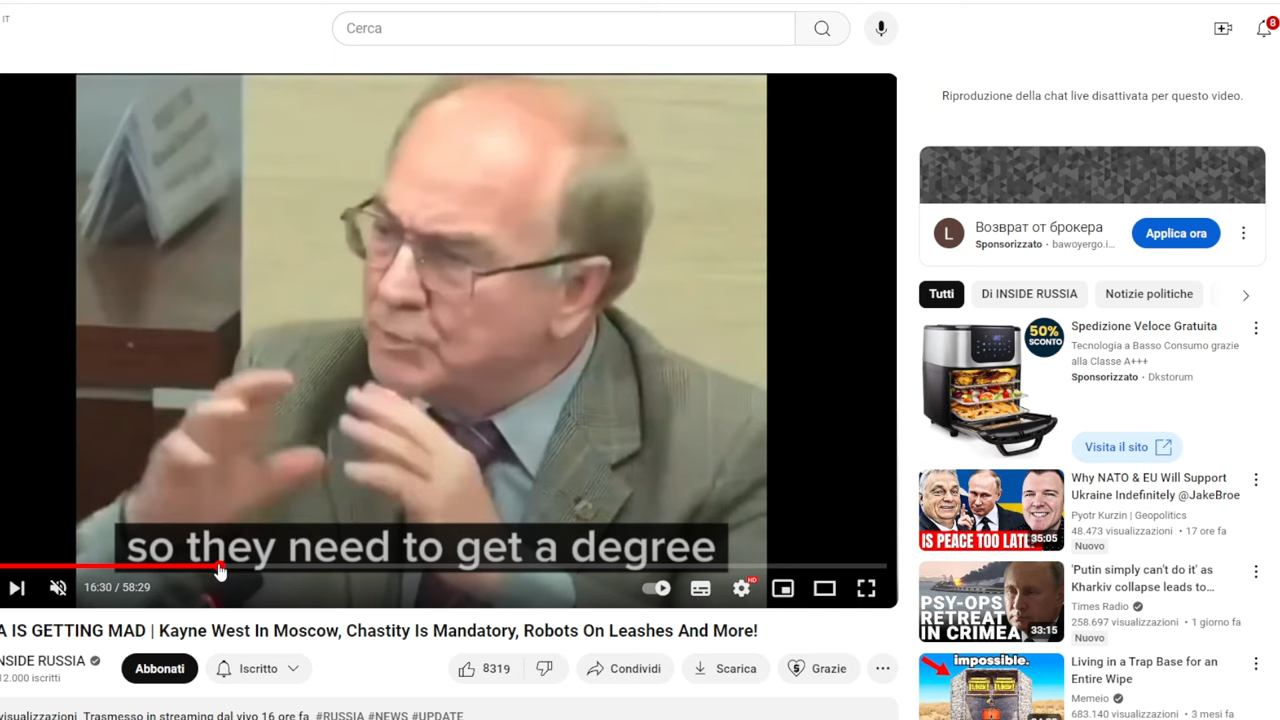 IT
Cerca
8
Riproduzione della chat live disattivata per questo video.
so they need to get a degree
16:30 / 58:29
HD
A IS GETTING MAD | Kayne West In Moscow, Chastity Is Mandatory, Robots On Leashes And More!
NSIDE RUSSIA
12.000 iscritti
Abbonati
Iscritto
8319
Condividi
Scarica
Grazie
visualizzazioni Trasmesso in streaming dal vivo 16 ore fa #RUSSIA #NEWS #UPDATE
L
Возврат от брокера
Sponsorizzato · bawoyergo.i...
Applica ora
Tutti
Di INSIDE RUSSIA
Notizie politiche
50%
SCONTO
Spedizione Veloce Gratuita
Tecnologia a Basso Consumo grazie
alla Classe A+++
Sponsorizzato · Dkstorum
Visita il sito
IS PEACE TOO LATE
35:05
Why NATO & EU Will Support
Ukraine Indefinitely @JakeBroe
Pyotr Kurzin | Geopolitics
48.473 visualizzazioni • 17 ore fa
Nuovo
PSY-OPS
RETREAT
IN CRIMEA
33:15
'Putin simply can't do it' as
Kharkiv collapse leads to...
Times Radio
258.697 visualizzazioni • 1 giorno fa
Nuovo
impossible.
Living in a Trap Base for an
Entire Wipe
Memeio
683.140 visualizzazioni • 3 mesi fa